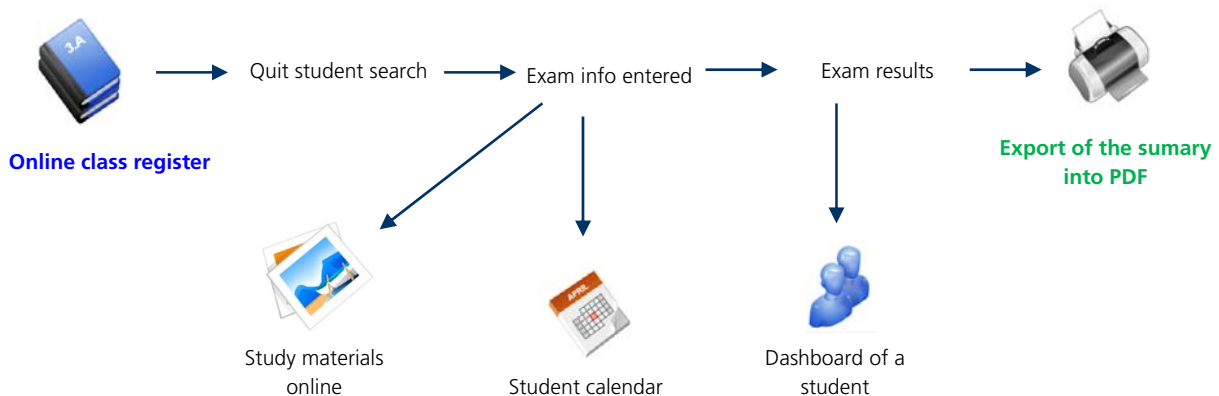 3.A
Quit student search
Exam info entered
Exam results
Online class register
Export of the sumary
into PDF
APRIL
Study materials
online
Student calendar
Dashboard of a
student